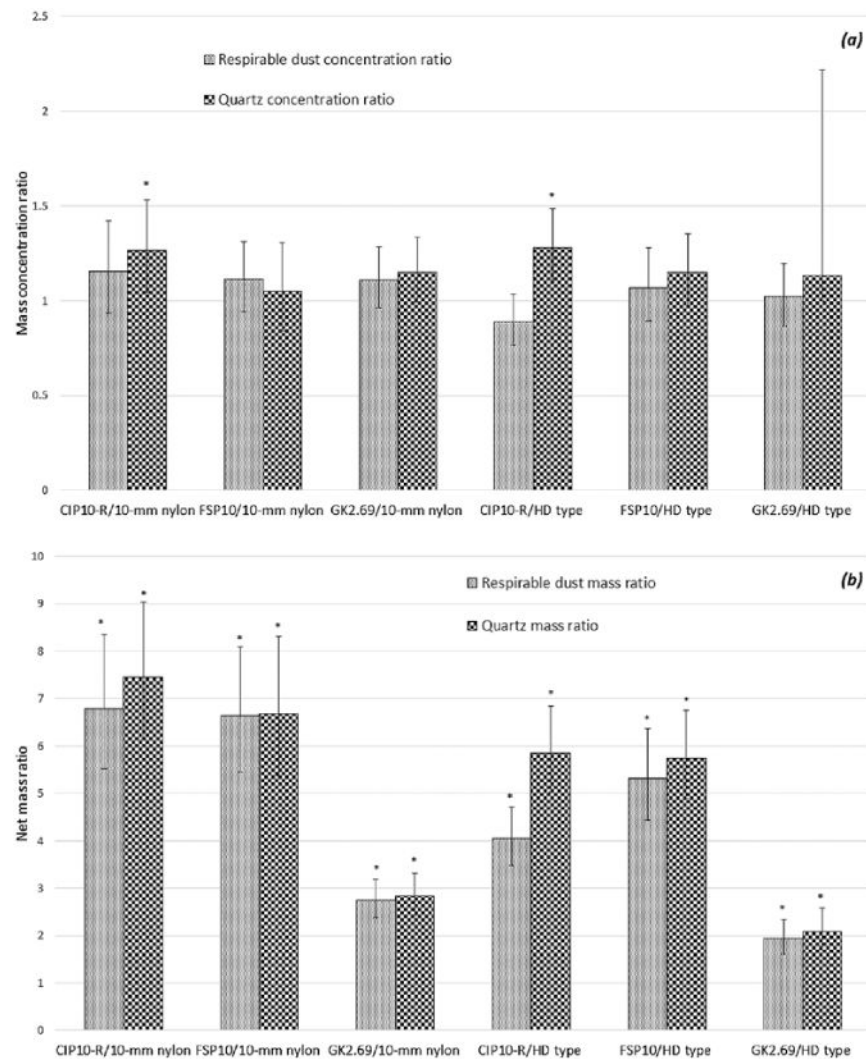 2.5
(a)
Respirable dust concentration ratio
2
Quartz concentration ratio
*
*
1.5
Mass concentration ratio
1
0.5
0
CIP10-R/10-mm nylon FSP10/10-mm nylon GK2.69/10-mm nylon CIP10-R/HD type FSP10/HD type GK2.69/HD type
10
(b)
Respirable dust mass ratio
9
Quartz mass ratio
* * * *
8
7
* * *
6
Net mass ratio
5
*
4
3
* *
* *
2
1
0
CIP10-R/10-mm nylon FSP10/10-mm nylon GK2.69/10-mm nylon CIP10-R/HD type FSP10/HD type GK2.69/HD type